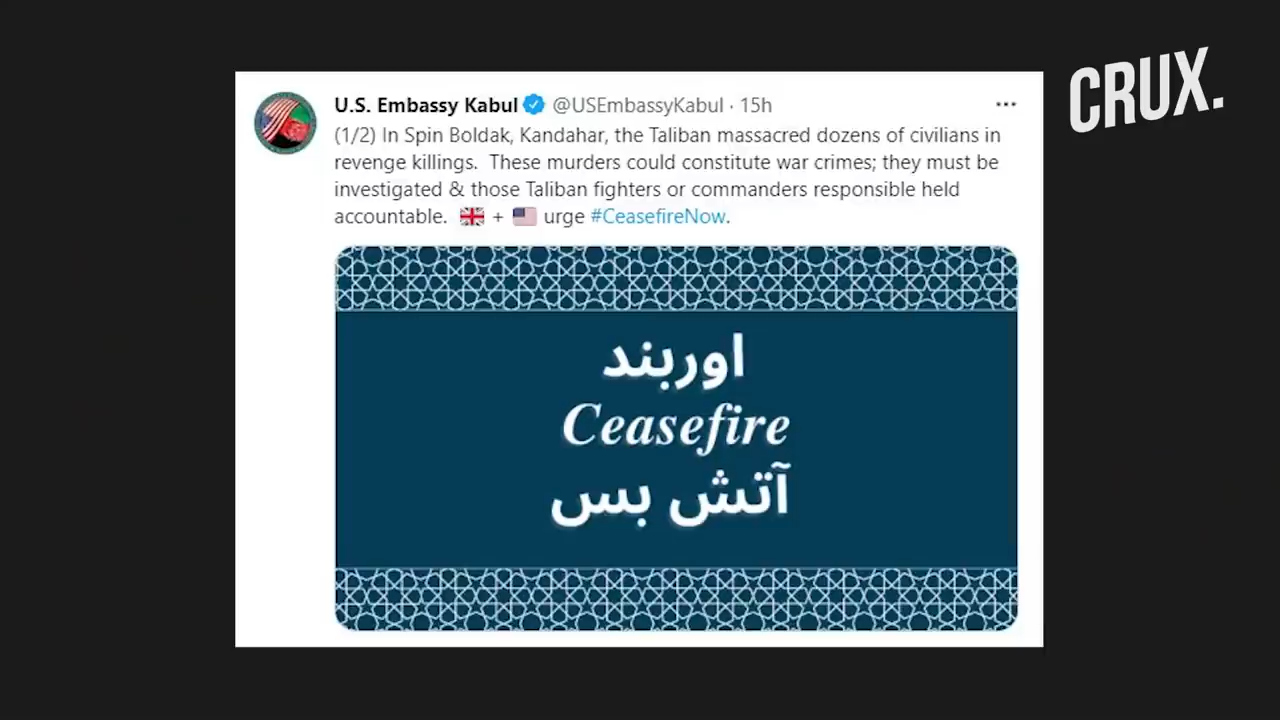 CRUX.
U.S. Embassy Kabul @USEmbassyKabul · 15h
(1/2) In Spin Boldak, Kandahar, the Taliban massacred dozens of civilians in
revenge killings.  These murders could constitute war crimes; they must be
investigated & those Taliban fighters or commanders responsible held
accountable.  🇬🇧 + 🇺🇸 urge #CeasefireNow.
اوربند
Ceasefire
آتش بس